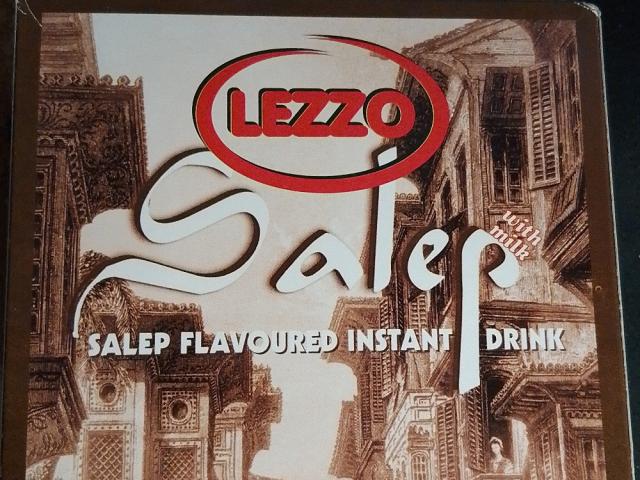 LEZZO
Salep
with
milk
SALEP FLAVOURED INSTANT DRINK